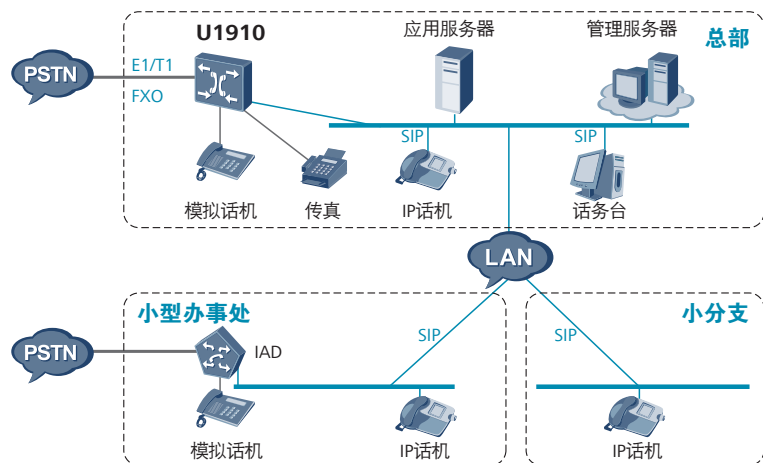 U1910
应用服务器
管理服务器
总部
PSTN
E1/T1
FXO
SIP
SIP
模拟话机
传真
IP话机
话务台
LAN
小型办事处
小分支
PSTN
IAD
SIP
SIP
模拟话机
IP话机
IP话机